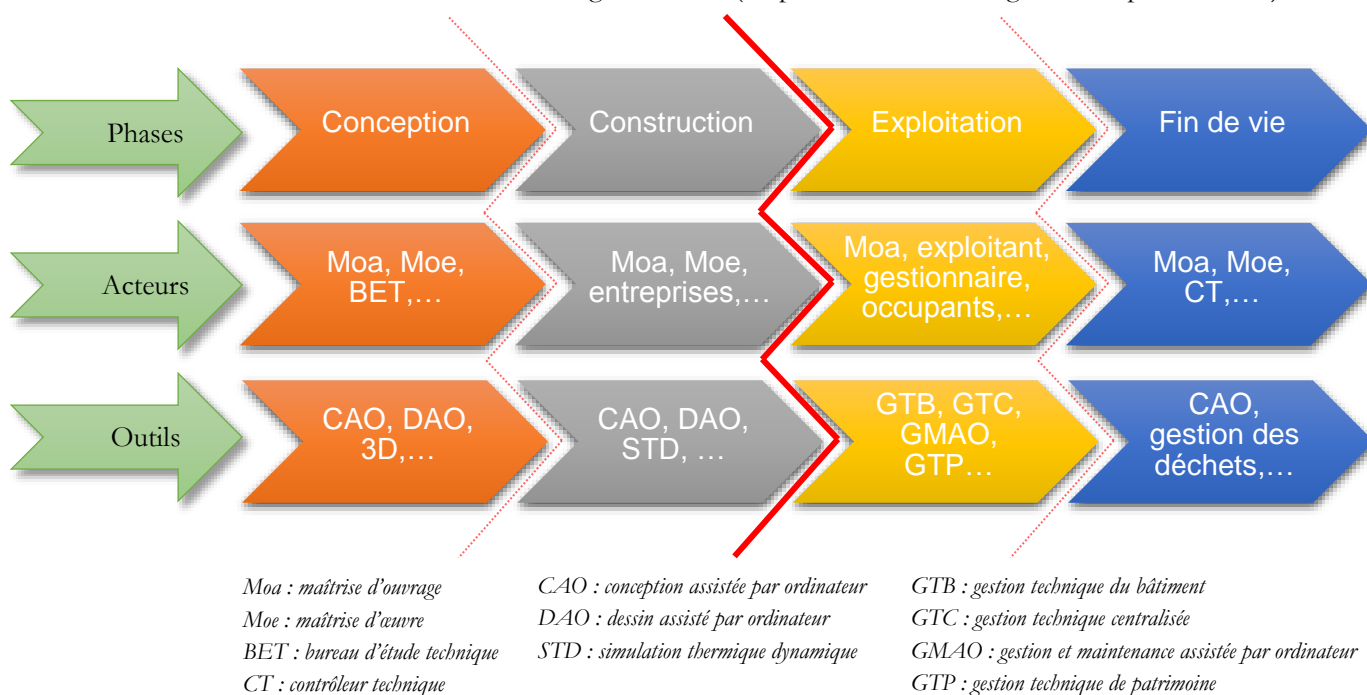 Phases
Conception
Construction
Exploitation
Fin de vie
Acteurs
Moa, Moe,
BET,…
Moa, Moe,
entreprises,…
Moa, exploitant,
gestionnaire,
occupants,…
Moa, Moe,
CT,…
Outils
CAO, DAO,
3D,…
CAO, DAO,
STD, …
GTB, GTC,
GMAO,
GTP…
CAO,
gestion des
déchets,…
Moa : maîtrise d'ouvrage
Moe : maîtrise d'œuvre
BET : bureau d'étude technique
CT : contrôleur technique
CAO : conception assistée par ordinateur
DAO : dessin assisté par ordinateur
STD : simulation thermique dynamique
GTB : gestion technique du bâtiment
GTC : gestion technique centralisée
GMAO : gestion et maintenance assistée par ordinateur
GTP : gestion technique de patrimoine